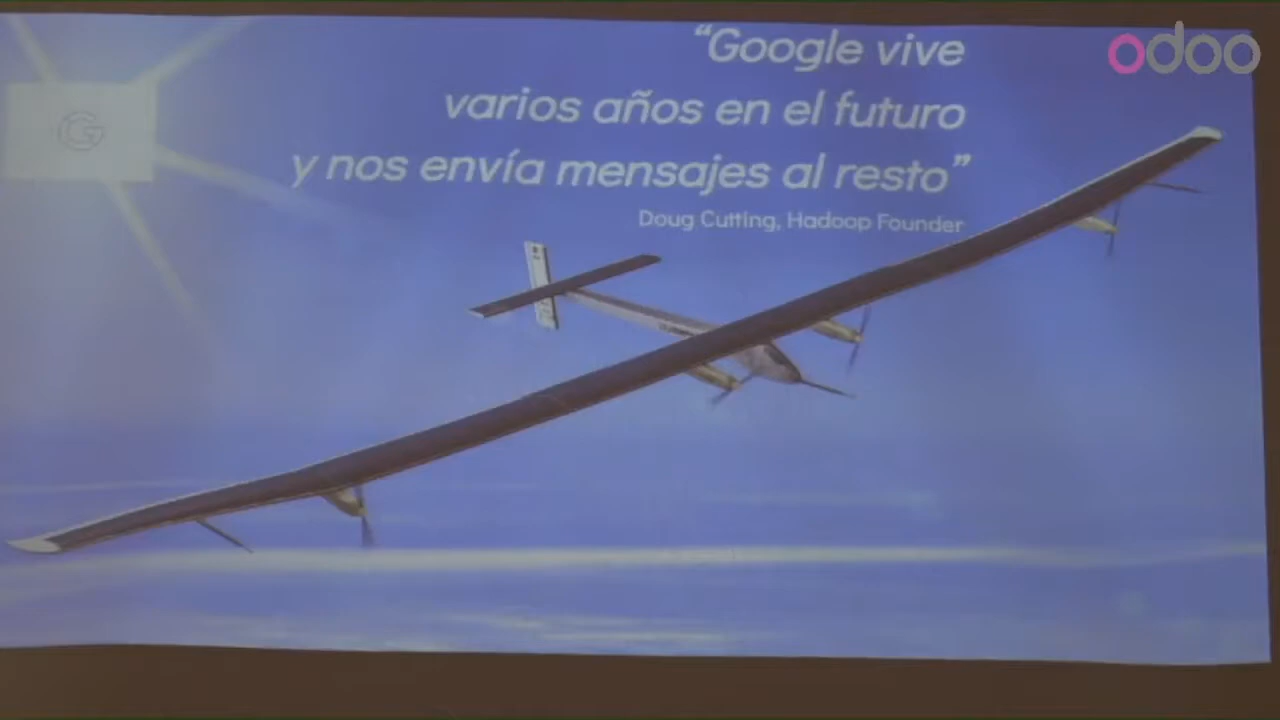 odoo
"Google vive
varios años en el futuro
y nos envía mensajes al resto"
Doug Cutting, Hadoop Founder
G